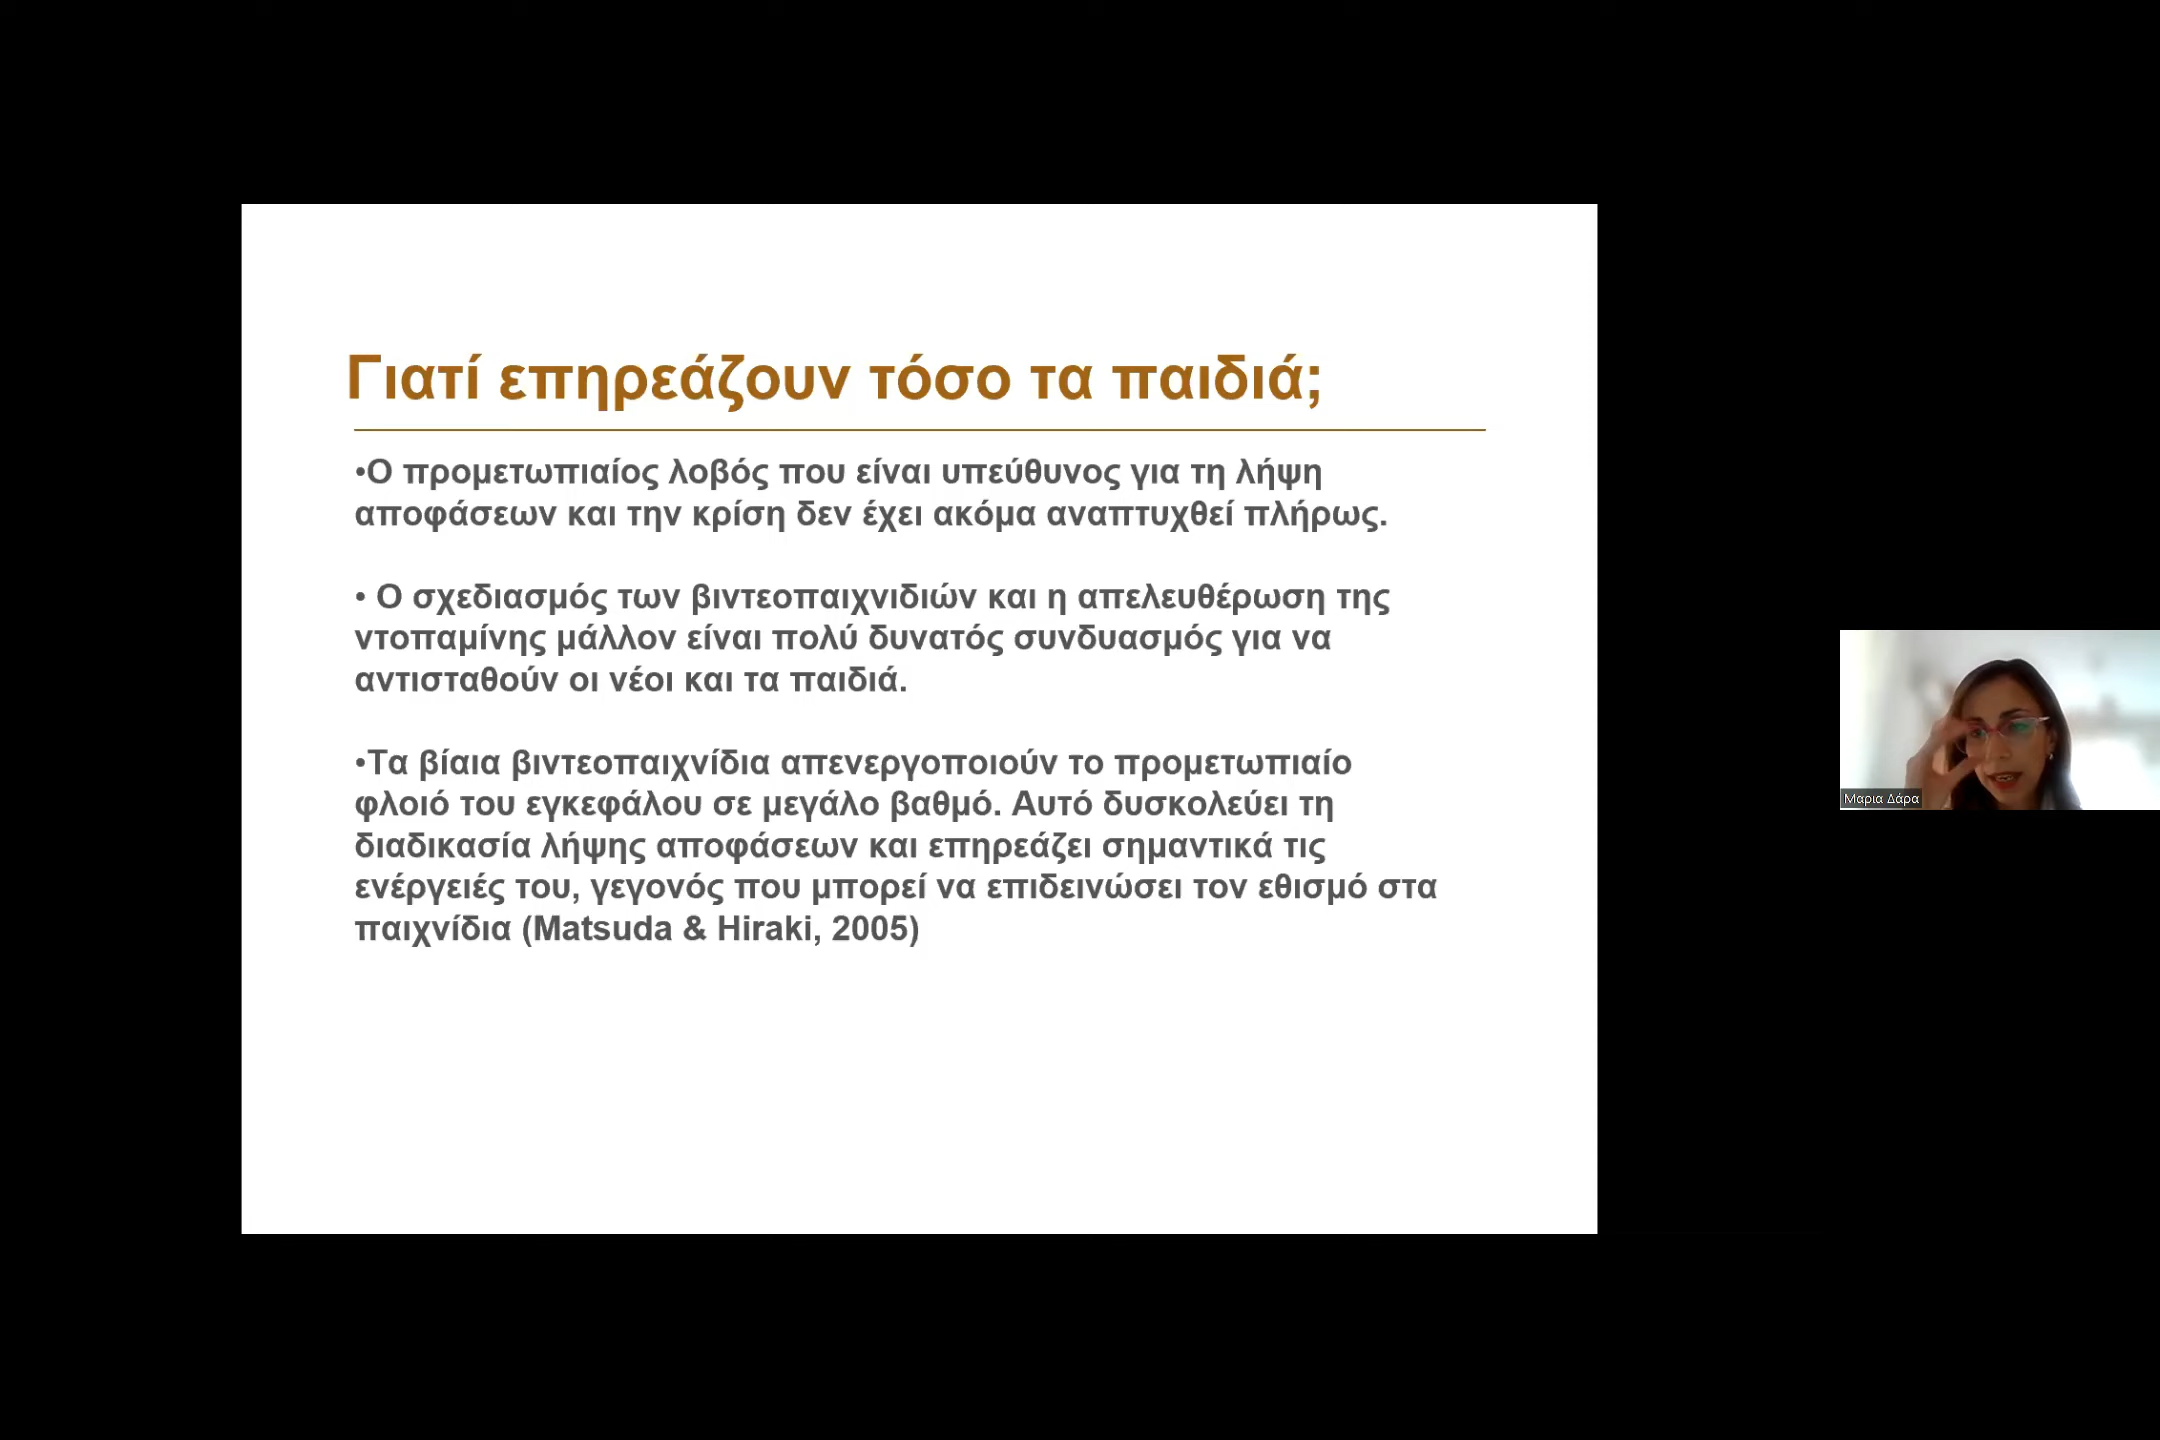 Γιατί επηρεάζουν τόσο τα παιδιά;
•Ο προμετωπιαίος λοβός που είναι υπεύθυνος για τη λήψη
αποφάσεων και την κρίση δεν έχει ακόμα αναπτυχθεί πλήρως.
• Ο σχεδιασμός των βιντεοπαιχνιδιών και η απελευθέρωση της
ντοπαμίνης μάλλον είναι πολύ δυνατός συνδυασμός για να
αντισταθούν οι νέοι και τα παιδιά.
•Τα βίαια βιντεοπαιχνίδια απενεργοποιούν το προμετωπιαίο
φλοιό του εγκεφάλου σε μεγάλο βαθμό. Αυτό δυσκολεύει τη
διαδικασία λήψης αποφάσεων και επηρεάζει σημαντικά τις
ενέργειές του, γεγονός που μπορεί να επιδεινώσει τον εθισμό στα
παιχνίδια (Matsuda & Hiraki, 2005)
Μαρια Δάρα